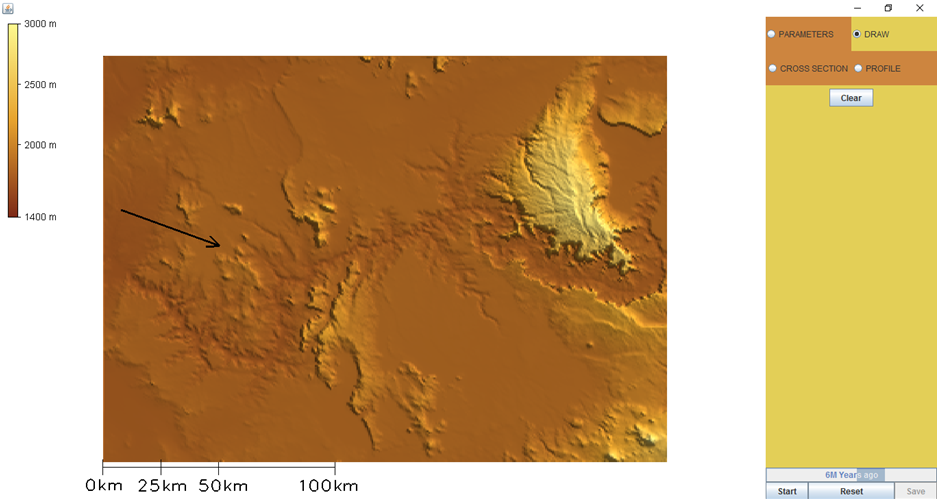 3000 m
2500 m
2000 m
1400 m
PARAMETERS DRAW
CROSS SECTION PROFILE
Clear
0km 25km 50km 100km
6M Years ago
Start Reset Save